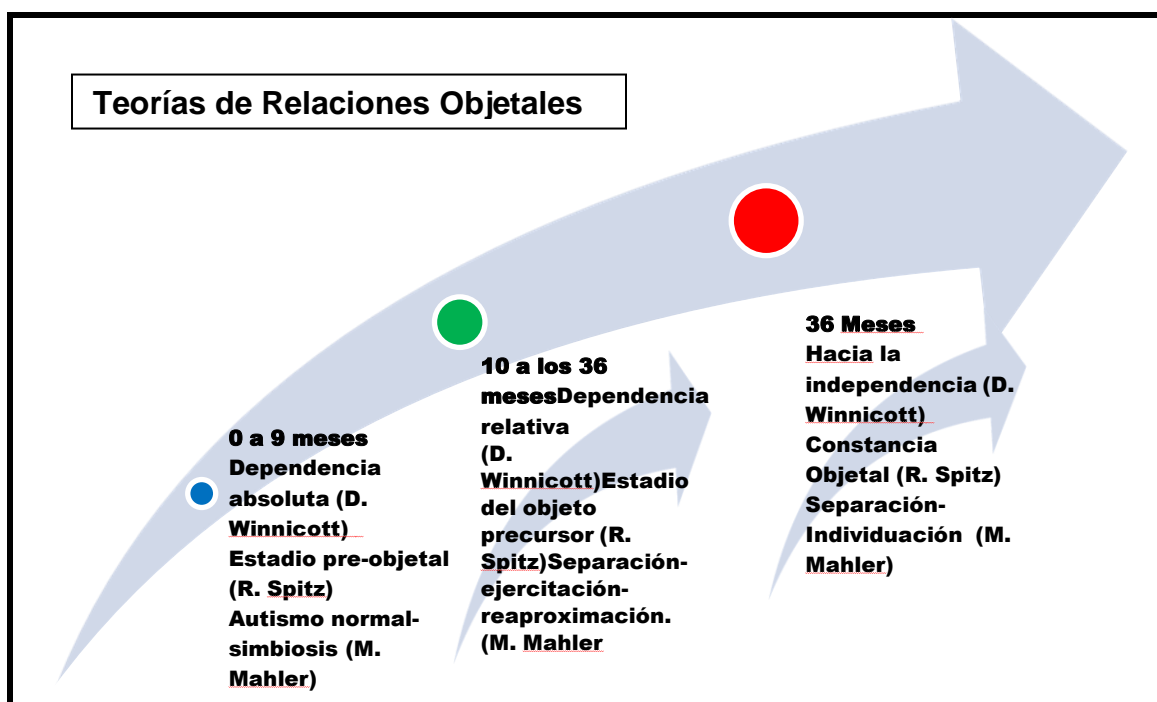 Teorías de Relaciones Objetales
0 a 9 meses
Dependencia
absoluta (D.
Winnicott)
Estadio pre-objetal
(R. Spitz)
Autismo normal-
simbiosis (M.
Mahler)
10 a los 36
mesesDependencia
relativa
(D.
Winnicott)Estadio
del objeto
precursor (R.
Spitz)Separación-
ejercitación-
reaproximación.
(M. Mahler
36 Meses
Hacia la
independencia (D.
Winnicott)
Constancia
Objetal (R. Spitz)
Separación-
Individuación (M.
Mahler)